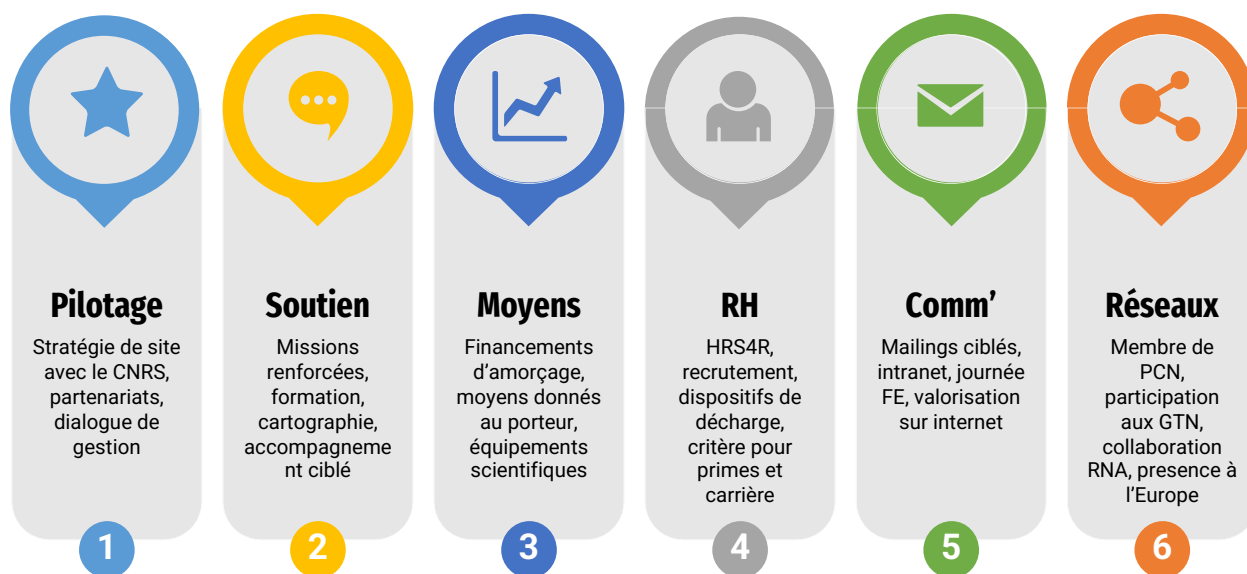 Pilotage
Stratégie de site
avec le CNRS,
partenariats,
dialogue de
gestion
1
Soutien
Missions
renforcées,
formation,
cartographie,
accompagneme
nt ciblé
2
Moyens
Financements
d’amorçage,
moyens donnés
au porteur,
équipements
scientifiques
3
RH
HRS4R,
recrutement,
dispositifs de
décharge,
critère pour
primes et
carrière
4
Comm’
Mailings ciblés,
intranet, journée
FE, valorisation
sur internet
5
Réseaux
Membre de
PCN,
participation
aux GTN,
collaboration
RNA, presence à
l’Europe
6